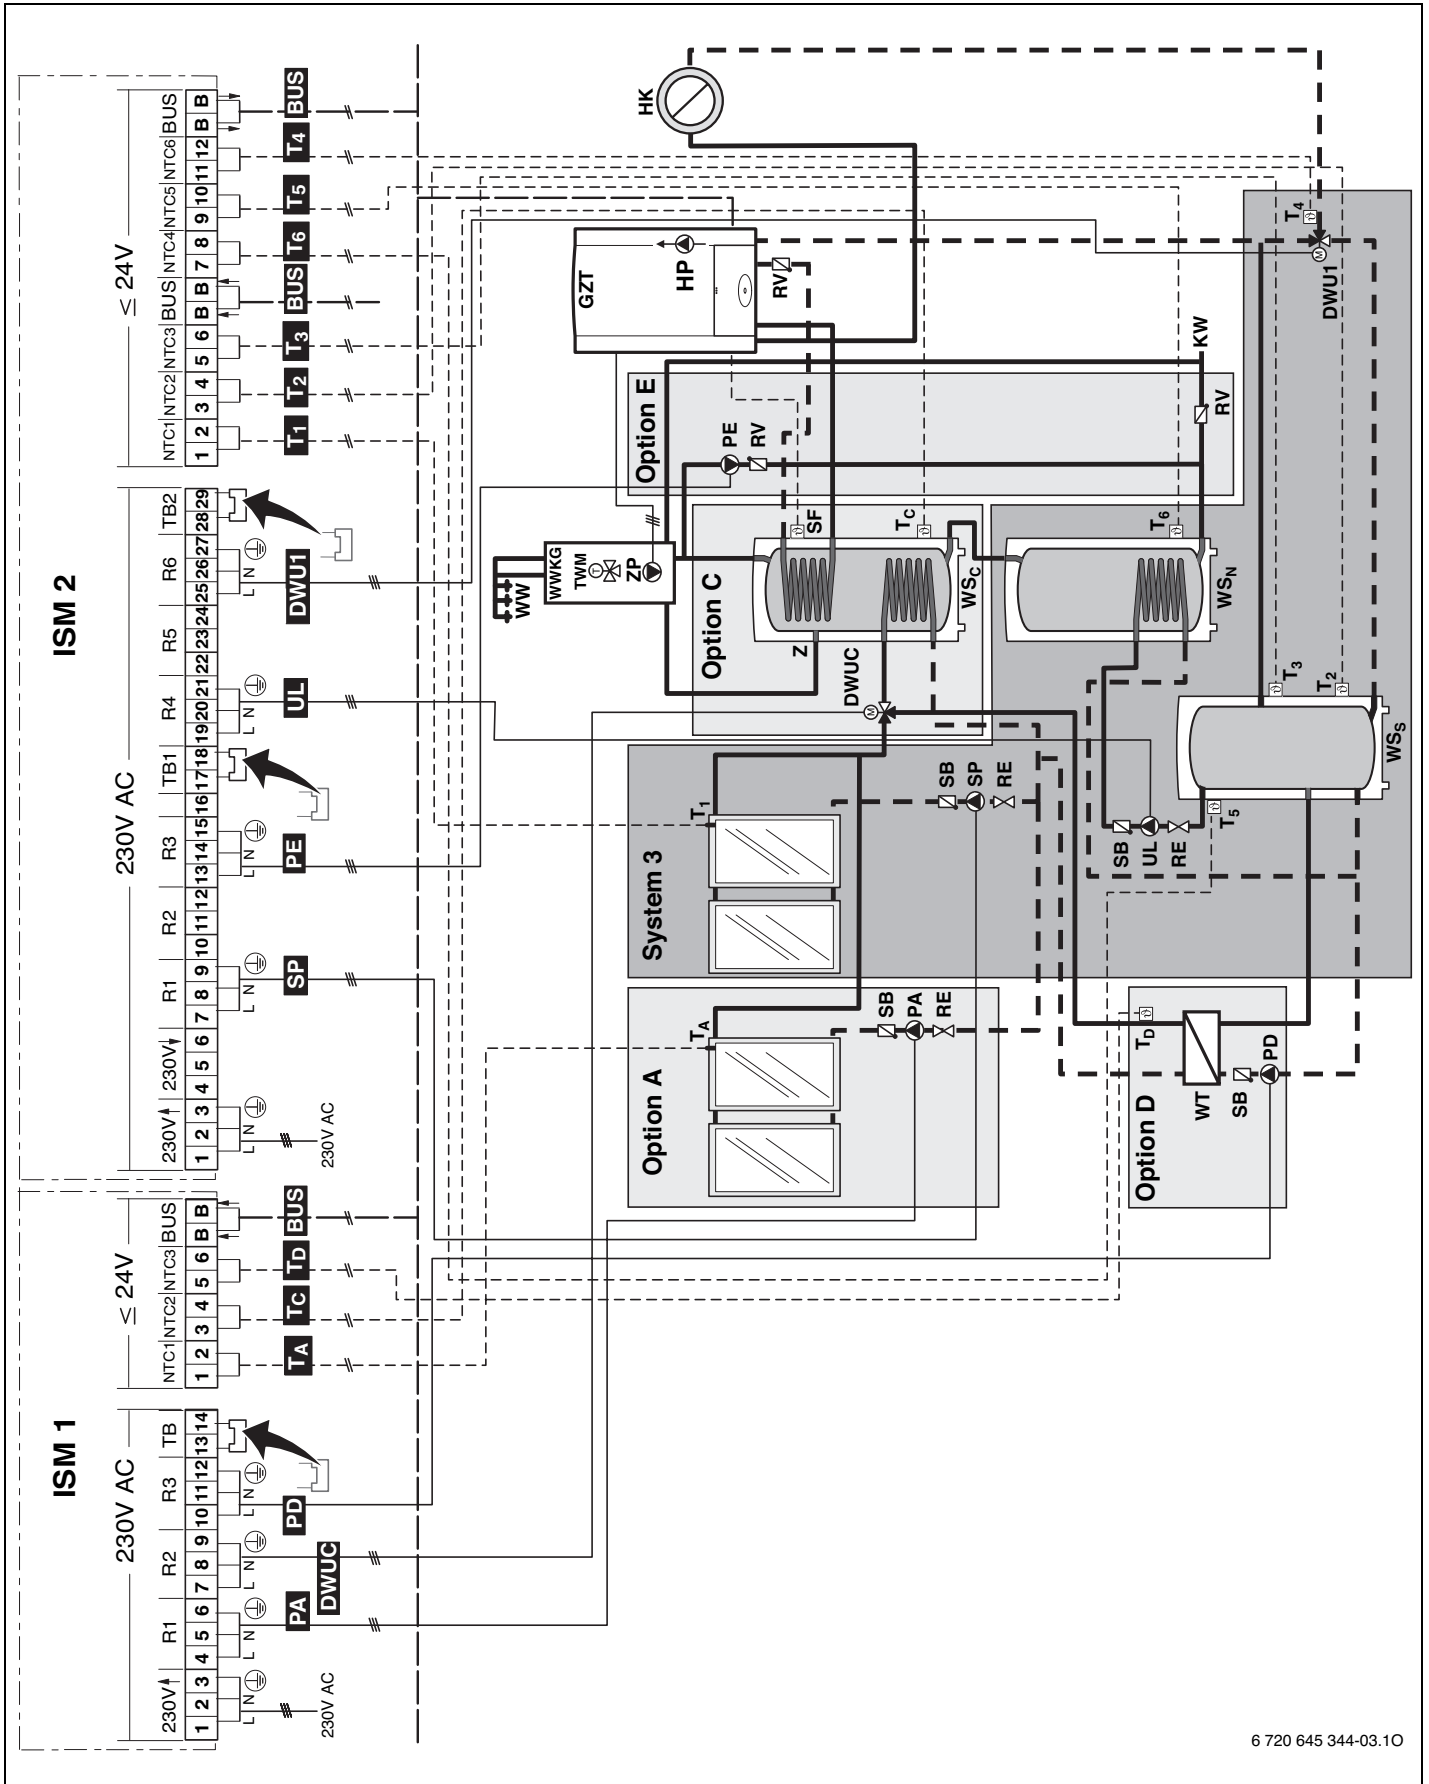 ISM 2
≤ 24V
BUS
B
B
NTC6
12
11
NTC5
10
9
NTC4
8
7
BUS
B
B
NTC3
6
5
NTC2
4
3
NTC1
2
1
BUS
T4
T5
T6
BUS
T3
T2
T1
230V AC
TB2
29
28
R6
27
26
25
R5
24
23
22
R4
21
20
19
TB1
18
17
16
R3
15
14
13
R2
12
11
10
R1
9
8
7
230V
6
5
4
230V
3
2
1
N
L
DWU1
N
L
UL
N
L
PE
N
L
SP
N
L
230V AC
ISM 1
≤ 24V
BUS
B
B
NTC3
6
5
NTC2
4
3
NTC1
2
1
BUS
TD
TC
TA
230V AC
TB
14
13
R3
12
11
10
R2
9
8
7
R1
6
5
4
230V
3
2
1
N
L
PD
N
L
DWUC
N
L
PA
N
L
230V AC
HK
GZT
HP
RV
T4
M
DWU1
KW
RV
Option E
PE
RV
WW
WWKG
TWM
T
ZP
Option C
SF
TC
WSC
Z
DWUC
M
T6
WSN
T3
T2
WSS
T5
SB
UL
RE
System 3
T1
SB
SP
RE
Option A
TA
SB
PA
RE
Option D
TD
WT
SB
PD
6 720 645 344-03.1O